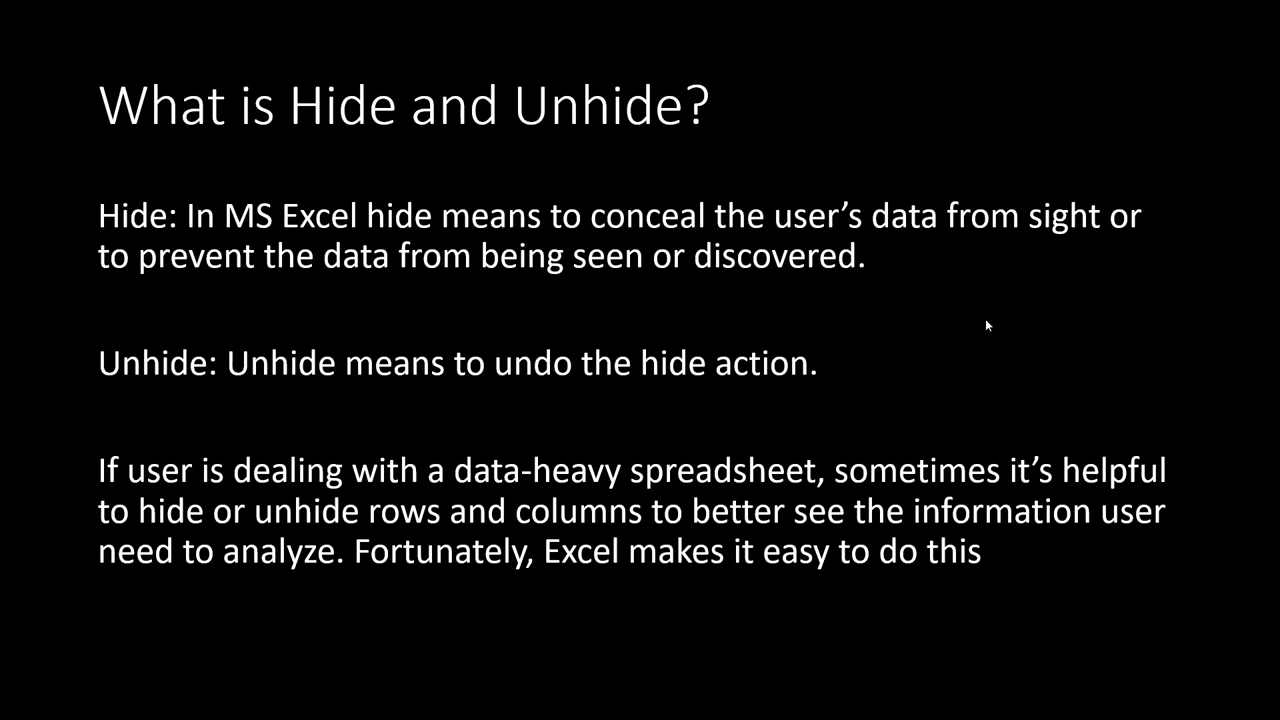 What is Hide and Unhide?
Hide: In MS Excel hide means to conceal the user’s data from sight or
to prevent the data from being seen or discovered.
Unhide: Unhide means to undo the hide action.
If user is dealing with a data-heavy spreadsheet, sometimes it’s helpful
to hide or unhide rows and columns to better see the information user
need to analyze. Fortunately, Excel makes it easy to do this